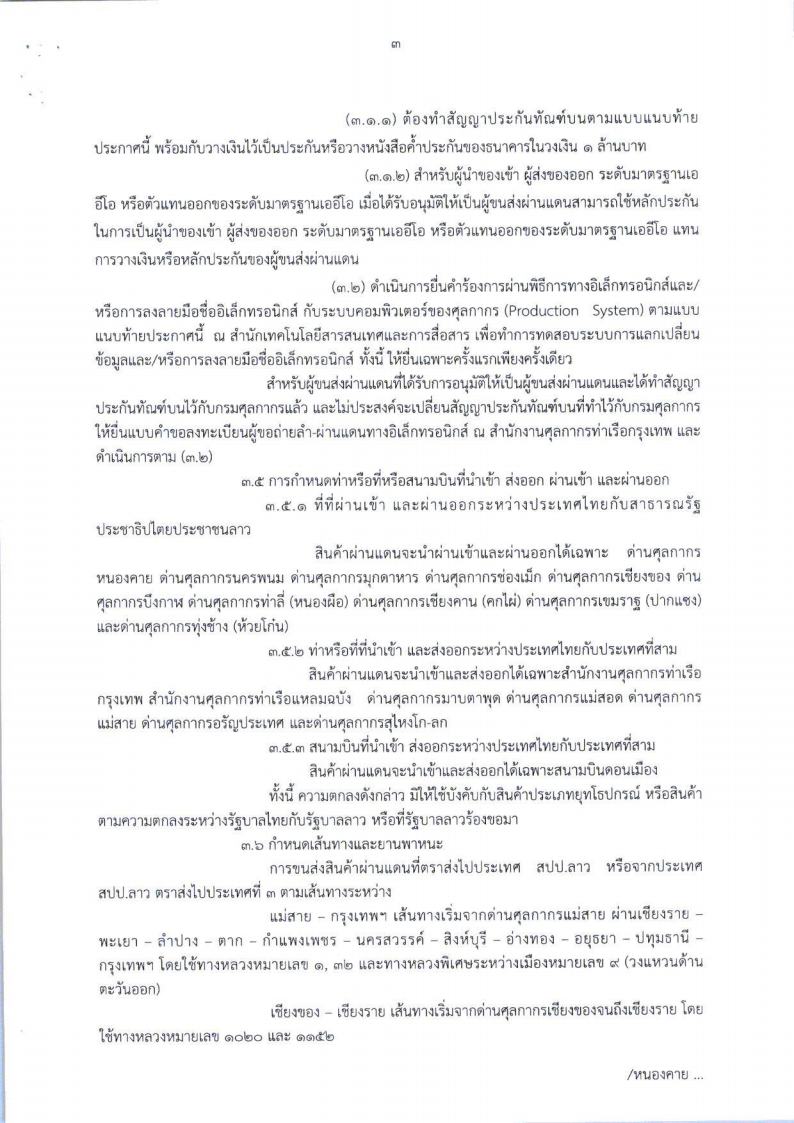 ๓
(๓.๑.๑) ต้องทำสัญญาประกันทัณฑ์บนตามแบบแนบท้าย
ประกาศนี้ พร้อมกับวางเงินไว้เป็นประกันหรือวางหนังสือค้ำประกันของธนาคารในวงเงิน ๑ ล้านบาท
(๓.๑.๒) สำหรับผู้นำของเข้า ผู้ส่งของออก ระดับมาตรฐานเอ
อีโอ หรือตัวแทนออกของระดับมาตรฐานเออีโอ เมื่อได้รับอนุมัติให้เป็นผู้ขนส่งผ่านแดนสามารถใช้หลักประกัน
ในการเป็นผู้นำของเข้า ผู้ส่งของออก ระดับมาตรฐานเออีโอ หรือตัวแทนออกของระดับมาตรฐานเออีโอ แทน
การวางเงินหรือหลักประกันของผู้ขนส่งผ่านแดน
(๓.๒) ดำเนินการยื่นคำร้องการผ่านพิธีการทางอิเล็กทรอนิกส์และ/
หรือการลงลายมือชื่ออิเล็กทรอนิกส์ กับระบบคอมพิวเตอร์ของศุลกากร (Production System) ตามแบบ
แนบท้ายประกาศนี้ ณ สำนักเทคโนโลยีสารสนเทศและการสื่อสาร เพื่อทำการทดสอบระบบการแลกเปลี่ยน
ข้อมูลและ/หรือการลงลายมือชื่ออิเล็กทรอนิกส์ ทั้งนี้ ให้ยื่นเฉพาะครั้งแรกเพียงครั้งเดียว
สำหรับผู้ขนส่งผ่านแดนที่ได้รับการอนุมัติให้เป็นผู้ขนส่งผ่านแดนและได้ทำสัญญา
ประกันทัณฑ์บนไว้กับกรมศุลกากรแล้ว และไม่ประสงค์จะเปลี่ยนสัญญาประกันทัณฑ์บนที่ทำไว้กับกรมศุลกากร
ให้ยื่นแบบคำขอลงทะเบียนผู้ขอถ่ายลำ-ผ่านแดนทางอิเล็กทรอนิกส์ ณ สำนักงานศุลกากรท่าเรือกรุงเทพ และ
ดำเนินการตาม (๓.๒)
๓.๕ การกำหนดท่าหรือที่หรือสนามบินที่นำเข้า ส่งออก ผ่านเข้า และผ่านออก
๓.๕.๑ ที่ที่ผ่านเข้า และผ่านออกระหว่างประเทศไทยกับสาธารณรัฐ
ประชาธิปไตยประชาชนลาว
สินค้าผ่านแดนจะนำผ่านเข้าและผ่านออกได้เฉพาะ ด่านศุลกากร
หนองคาย ด่านศุลกากรนครพนม ด่านศุลกากรมุกดาหาร ด่านศุลกากรช่องเม็ก ด่านศุลกากรเชียงของ ด่าน
ศุลกากรบึงกาฬ ด่านศุลกากรท่าลี่ (หนองผือ) ด่านศุลกากรเชียงคาน (คกไผ่) ด่านศุลกากรเขมราฐ (ปากแซง)
และด่านศุลกากรทุ่งช้าง (ห้วยโก๋น)
๓.๕.๒ ท่าหรือที่ที่นำเข้า และส่งออกระหว่างประเทศไทยกับประเทศที่สาม
สินค้าผ่านแดนจะนำเข้าและส่งออกได้เฉพาะสำนักงานศุลกากรท่าเรือ
กรุงเทพ สำนักงานศุลกากรท่าเรือแหลมฉบัง ด่านศุลกากรมาบตาพุด ด่านศุลกากรแม่สอด ด่านศุลกากร
แม่สาย ด่านศุลกากรอรัญประเทศ และด่านศุลกากรสุไหงโก-ลก
๓.๕.๓ สนามบินที่นำเข้า ส่งออกระหว่างประเทศไทยกับประเทศที่สาม
สินค้าผ่านแดนจะนำเข้าและส่งออกได้เฉพาะสนามบินดอนเมือง
ทั้งนี้ ความตกลงดังกล่าว มิให้ใช้บังคับกับสินค้าประเภทยุทโธปกรณ์ หรือสินค้า
ตามความตกลงระหว่างรัฐบาลไทยกับรัฐบาลลาว หรือที่รัฐบาลลาวร้องขอมา
๓.๖ กำหนดเส้นทางและยานพาหนะ
การขนส่งสินค้าผ่านแดนที่ตราส่งไปประเทศ สปป.ลาว หรือจากประเทศ
สปป.ลาว ตราส่งไปประเทศที่ ๓ ตามเส้นทางระหว่าง
แม่สาย – กรุงเทพฯ เส้นทางเริ่มจากด่านศุลกากรแม่สาย ผ่านเชียงราย –
พะเยา – ลำปาง – ตาก – กำแพงเพชร – นครสวรรค์ – สิงห์บุรี – อ่างทอง – อยุธยา – ปทุมธานี –
กรุงเทพฯ โดยใช้ทางหลวงหมายเลข ๑, ๓๒ และทางหลวงพิเศษระหว่างเมืองหมายเลข ๙ (วงแหวนด้าน
ตะวันออก)
เชียงของ – เชียงราย เส้นทางเริ่มจากด่านศุลกากรเชียงของจนถึงเชียงราย โดย
ใช้ทางหลวงหมายเลข ๑๐๒๐ และ ๑๑๕๒
/หนองคาย ...